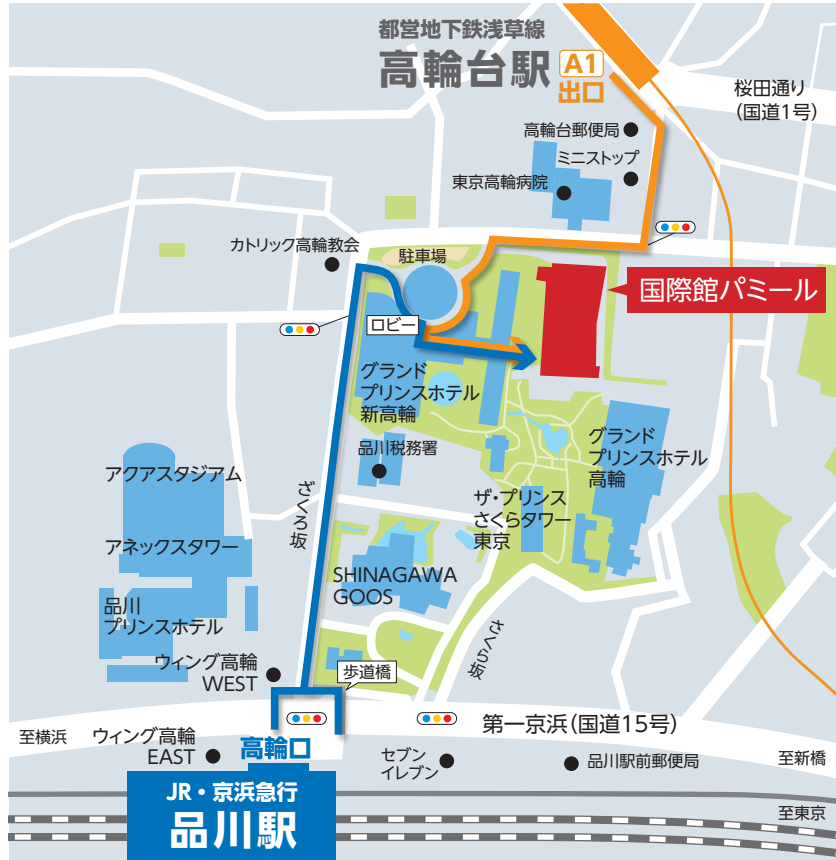 都営地下鉄浅草線
高輪台駅
A1
出口
桜田通り
(国道1号)
高輪台郵便局
ミニストップ
東京高輪病院
カトリック高輪教会
駐車場
国際館パミール
ロビー
グランド
プリンスホテル
新高輪
グランド
プリンスホテル
高輪
品川税務署
アクアスタジアム
ざくろ坂
ザ・プリンス
さくらタワー
東京
アネックスタワー
SHINAGAWA
GOOS
品川
プリンスホテル
さくら坂
ウィング高輪
WEST
歩道橋
第一京浜(国道15号)
至横浜
ウィング高輪
EAST
高輪口
セブン
イレブン
品川駅前郵便局
至新橋
JR・京浜急行
品川駅
至東京